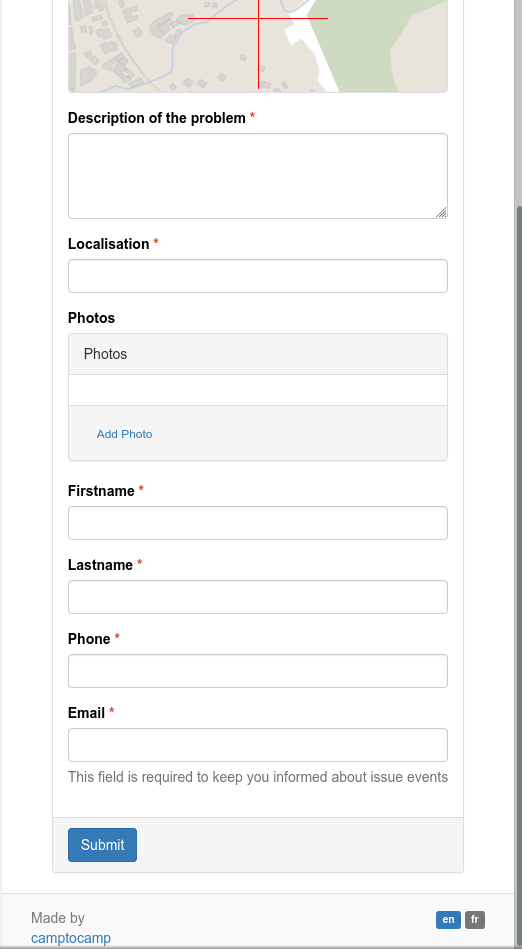 Description of the problem *
Localisation *
Photos
Photos
Add Photo
Firstname *
Lastname *
Phone *
Email *
This field is required to keep you informed about issue events
Submit
Made by
camptocamp
en fr